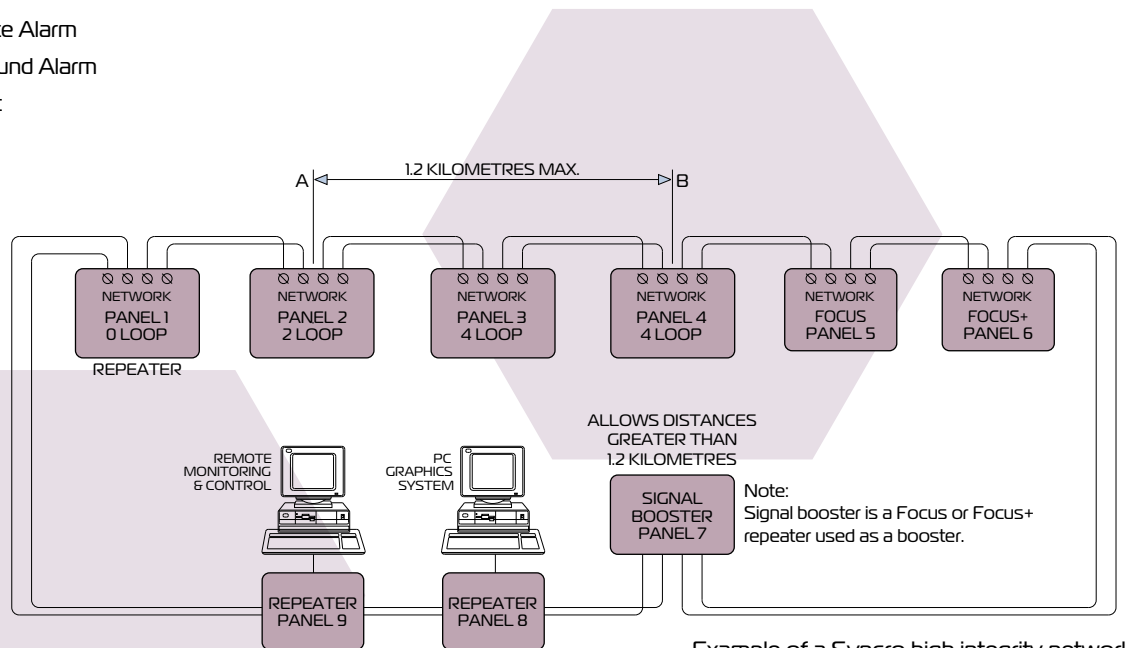 und Alarm
1.2 KILOMETRES MAX.
A
B
NETWORK
PANEL 1
0 LOOP
REPEATER
NETWORK
PANEL 2
2 LOOP
NETWORK
PANEL 3
4 LOOP
NETWORK
PANEL 4
4 LOOP
NETWORK
FOCUS
PANEL 5
NETWORK
FOCUS+
PANEL 6
REMOTE
MONITORING
& CONTROL
PC
GRAPHICS
SYSTEM
ALLOWS DISTANCES
GREATER THAN
1.2 KILOMETRES
SIGNAL
BOOSTER
PANEL 7
Note:
Signal booster is a Focus or Focus+
repeater used as a booster.
REPEATER
PANEL 9
REPEATER
PANEL 8
Example of a Syncro high integrity network